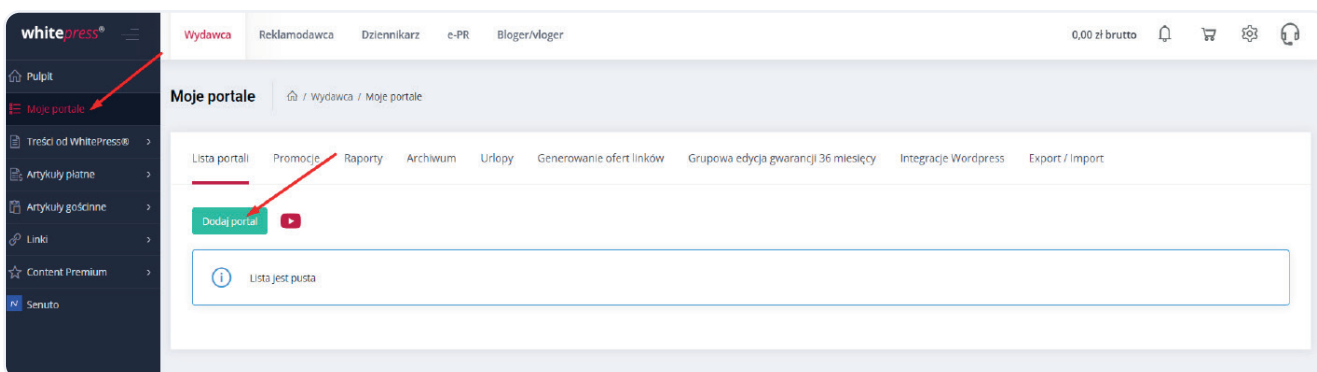 whitepress®
Wydawca Reklamodawca Dziennikarz e-PR Bloger/vloger 0,00 zł brutto
Pulpit
Moje portale
Treści od WhitePress®
Artykuły płatne
Artykuły gościnne
Linki
Content Premium
Senuto
Moje portale / Wydawca / Moje portale
Lista portali Promocje Raporty Archiwum Urlopy Generowanie ofert linków Grupowa edycja gwarancji 36 miesięcy Integracje Wordpress Export / Import
Dodaj portal
Lista jest pusta